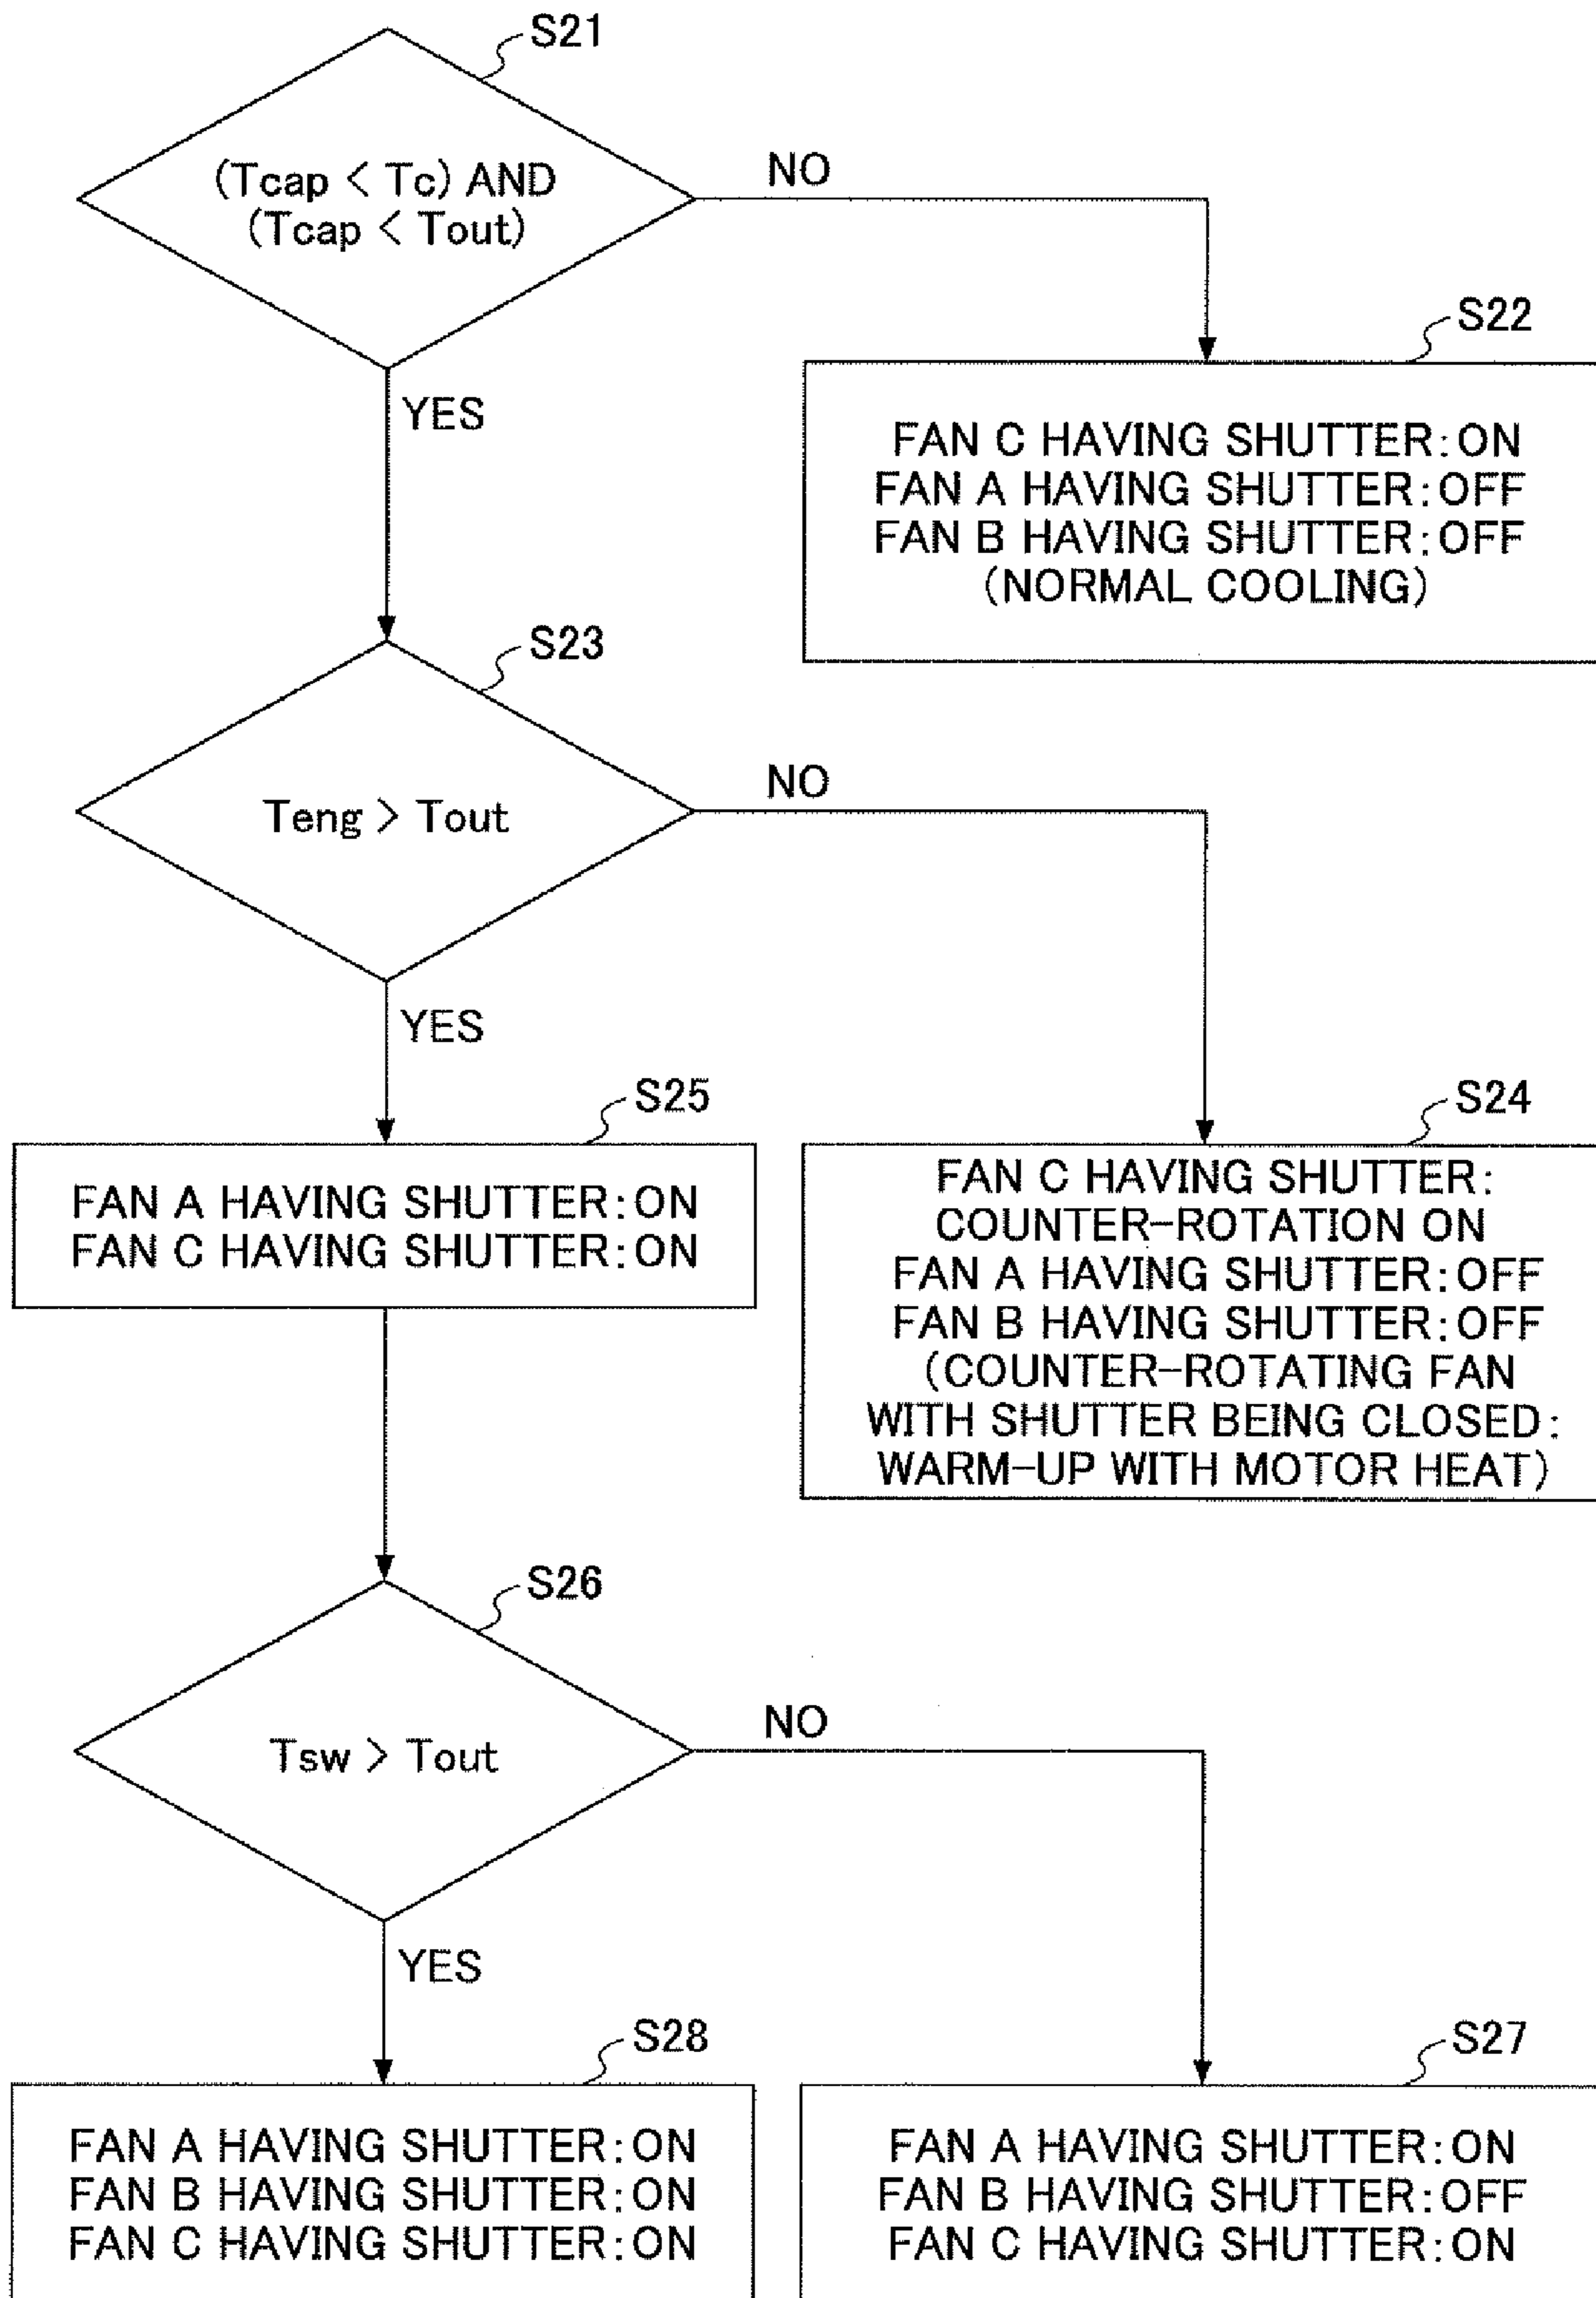 S21
(Tcap < Tc) AND
(Tcap < Tout)
NO
YES
S22
FAN C HAVING SHUTTER:ON
FAN A HAVING SHUTTER:OFF
FAN B HAVING SHUTTER:OFF
(NORMAL COOLING)
S23
Teng > Tout
NO
YES
S25
FAN A HAVING SHUTTER:ON
FAN C HAVING SHUTTER:ON
S24
FAN C HAVING SHUTTER:
COUNTER-ROTATION ON
FAN A HAVING SHUTTER:OFF
FAN B HAVING SHUTTER:OFF
(COUNTER-ROTATING FAN
WITH SHUTTER BEING CLOSED:
WARM-UP WITH MOTOR HEAT)
S26
Tsw > Tout
NO
YES
S28
FAN A HAVING SHUTTER:ON
FAN B HAVING SHUTTER:ON
FAN C HAVING SHUTTER:ON
S27
FAN A HAVING SHUTTER:ON
FAN B HAVING SHUTTER:OFF
FAN C HAVING SHUTTER:ON